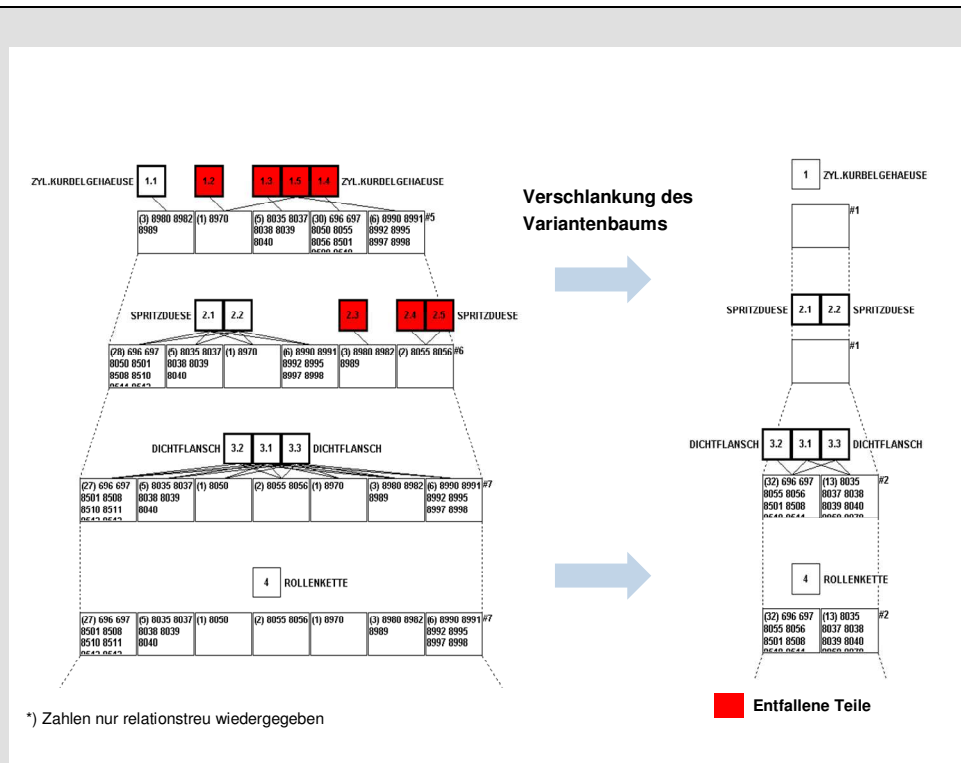 ZYL.KURBELGEHAEUSE 1.1 1.2 1.3 1.5 1.4 ZYL.KURBELGEHAEUSE
(3) 8980 8982 (1) 8970 (5) 8035 8037 (30) 696 697 (6) 8990 8991 #5
8989 8038 8039 8050 8055 8992 8995
8040 8056 8501 8997 8998
SPRITZDUESE 2.1 2.2 2.3 2.4 2.5 SPRITZDUESE
(28) 696 697 (5) 8035 8037 (1) 8970 (6) 8990 8991 (3) 8980 8982 (2) 8055 8056 #6
8050 8501 8038 8039 8992 8995 8989
8508 8510 8040 8997 8998
DICHTFLANSCH 3.2 3.1 3.3 DICHTFLANSCH
(27) 696 697 (5) 8035 8037 (1) 8050 (2) 8055 8056 (1) 8970 (3) 8980 8982 (6) 8990 8991 #7
8501 8508 8038 8039 8989 8992 8995
8510 8511 8040 8997 8998
4 ROLLENKETTE
(27) 696 697 (5) 8035 8037 (1) 8050 (2) 8055 8056 (1) 8970 (3) 8980 8982 (6) 8990 8991 #7
8501 8508 8038 8039 8989 8992 8995
8510 8511 8040 8997 8998
*) Zahlen nur relationstreu wiedergegeben
Verschlankung des
Variantenbaums
1 ZYL.KURBELGEHAEUSE
#1
SPRITZDUESE 2.1 2.2 SPRITZDUESE
#1
DICHTFLANSCH 3.2 3.1 3.3 DICHTFLANSCH
(32) 696 697 (13) 8035 #2
8055 8056 8037 8038
8501 8508 8039 8040
4 ROLLENKETTE
(32) 696 697 (13) 8035 #2
8055 8056 8037 8038
8501 8508 8039 8040
Entfallene Teile